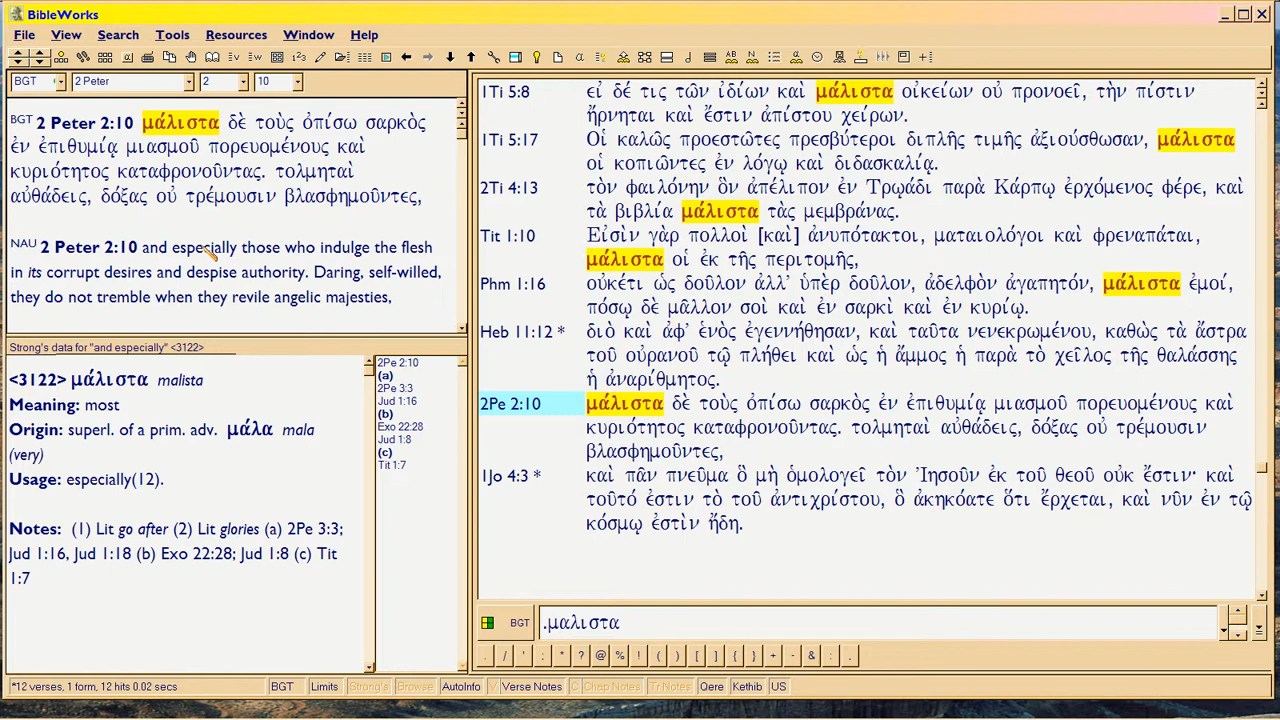 BibleWorks
File View Search Tools Resources Window Help
BGT 2 Peter 2 10
BGT 2 Peter 2:10 μάλιστα δὲ τοὺς ὀπίσω σαρκὸς
ἐν ἐπιθυμίᾳ μιασμοῦ πορευομένους καὶ
κυριότητος καταφρονοῦντας. τολμηταὶ
αὐθάδεις, δόξας οὐ τρέμουσιν βλασφημοῦντες,
NAU 2 Peter 2:10 and especially those who indulge the flesh
in its corrupt desires and despise authority. Daring, self-willed,
they do not tremble when they revile angelic majesties,
Strong's data for "and especially" <3122>
<3122> μάλιστα malista
Meaning: most
Origin: superl. of a prim. adv. μάλα mala
(very)
Usage: especially(12).
Notes: (1) Lit go after (2) Lit glories (a) 2Pe 3:3;
Jud 1:16, Jud 1:18 (b) Exo 22:28; Jud 1:8 (c) Tit
1:7
2Pe 2:10
(a)
2Pe 3:3
Jud 1:16
(b)
Exo 22:28
Jud 1:8
(c)
Tit 1:7
1Ti 5:8 εἰ δέ τις τῶν ἰδίων καὶ μάλιστα οἰκείων οὐ προνοεῖ, τὴν πίστιν
ἤρνηται καὶ ἔστιν ἀπίστου χείρων.
1Ti 5:17 Οἱ καλῶς προεστῶτες πρεσβύτεροι διπλῆς τιμῆς ἀξιούσθωσαν, μάλιστα
οἱ κοπιῶντες ἐν λόγῳ καὶ διδασκαλίᾳ.
2Ti 4:13 τὸν φαιλόνην ὃν ἀπέλιπον ἐν Τρῳάδι παρὰ Κάρπῳ ἐρχόμενος φέρε, καὶ
τὰ βιβλία μάλιστα τὰς μεμβράνας.
Tit 1:10 Εἰσὶν γὰρ πολλοὶ [καὶ] ἀνυπότακτοι, ματαιολόγοι καὶ φρεναπάται,
μάλιστα οἱ ἐκ τῆς περιτομῆς,
Phm 1:16 οὐκέτι ὡς δοῦλον ἀλλ' ὑπὲρ δοῦλον, ἀδελφὸν ἀγαπητόν, μάλιστα ἐμοί,
πόσῳ δὲ μᾶλλον σοὶ καὶ ἐν σαρκὶ καὶ ἐν κυρίῳ.
Heb 11:12 * διὸ καὶ ἀφ' ἑνὸς ἐγεννήθησαν, καὶ ταῦτα νενεκρωμένου, καθὼς τὰ ἄστρα
τοῦ οὐρανοῦ τῷ πλήθει καὶ ὡς ἡ ἄμμος ἡ παρὰ τὸ χεῖλος τῆς θαλάσσης
ἡ ἀναρίθμητος.
2Pe 2:10 μάλιστα δὲ τοὺς ὀπίσω σαρκὸς ἐν ἐπιθυμίᾳ μιασμοῦ πορευομένους καὶ
κυριότητος καταφρονοῦντας. τολμηταὶ αὐθάδεις, δόξας οὐ τρέμουσιν
βλασφημοῦντες,
1Jo 4:3 * καὶ πᾶν πνεῦμα ὃ μὴ ὁμολογεῖ τὸν Ἰησοῦν ἐκ τοῦ θεοῦ οὐκ ἔστιν· καὶ
τοῦτό ἐστιν τὸ τοῦ ἀντιχρίστου, ὃ ἀκηκόατε ὅτι ἔρχεται, καὶ νῦν ἐν τῷ
κόσμῳ ἐστὶν ἤδη.
BGT .μαλιστα
. / ' ; * ? @ % ! ( ) [ ] { } + - & : .
*12 verses, 1 form, 12 hits 0.02 secs BGT Limits Strong's Browse AutoInfo V Verse Notes C Chap Notes Tr Notes Qere Kethib US